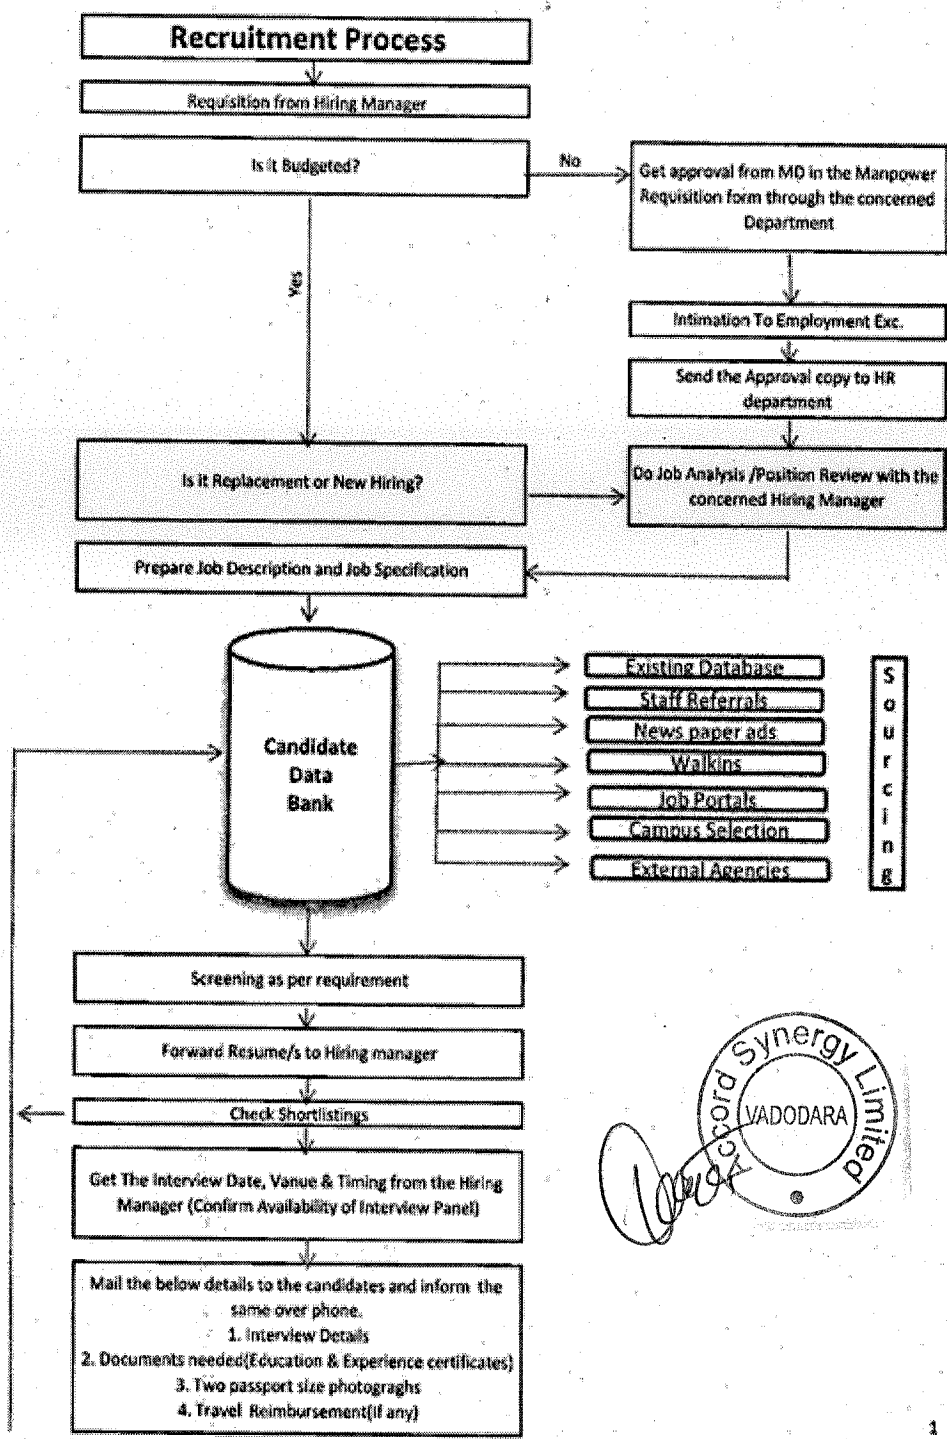 Recruitment Process
Requisition from Hiring Manager
Is it Budgeted?
No
Get approval from MD in the Manpower
Requisition form through the concerned
Department
Yes
Intimation To Employment Exc.
Send the Approval copy to HR
department
Is it Replacement or New Hiring?
Do Job Analysis /Position Review with the
concerned Hiring Manager
Prepare Job Description and Job Specification
Candidate
Data
Bank
Existing Database
Staff Referrals
News paper ads
Walkins
Job Portals
Campus Selection
External Agencies
Sourcing
Screening as per requirement
Forward Resume/s to Hiring manager
Check Shortlistings
Get The Interview Date, Vanue & Timing from the Hiring
Manager (Confirm Availability of Interview Panel)
Mail the below details to the candidates and inform the
same over phone.
1. Interview Details
2. Documents needed(Education & Experience certificates)
3. Two passport size photograghs
4. Travel Reimbursement(If any)
Accord Synergy Limited
VADODARA
1